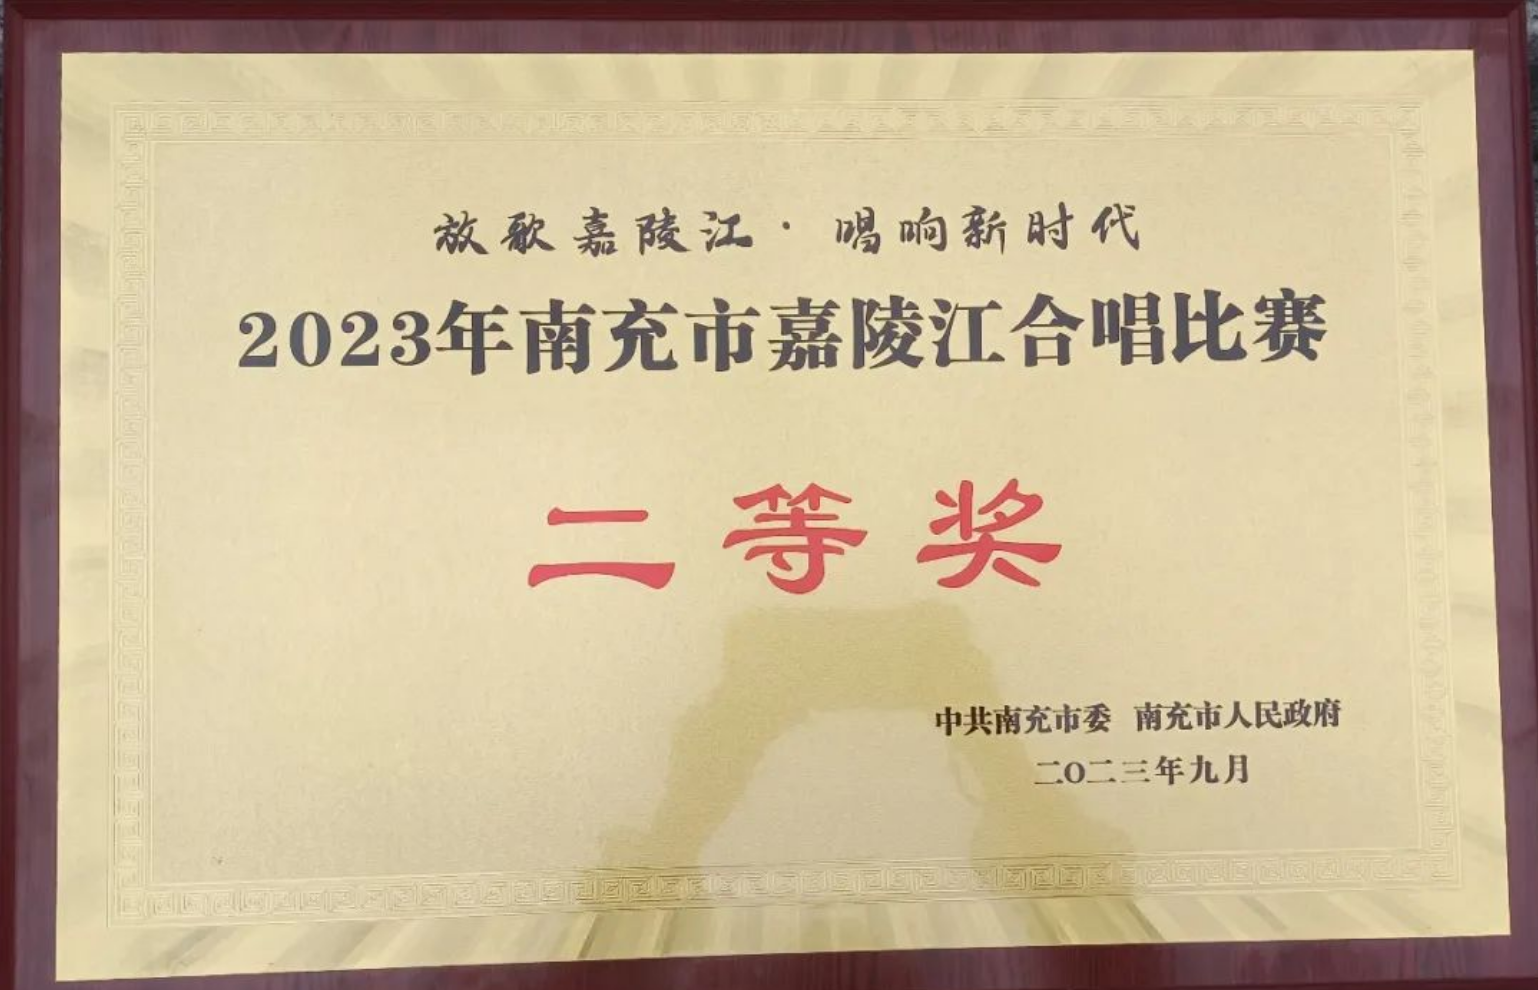 放歌嘉陵江·唱响新时代
2023年南充市嘉陵江合唱比赛
二等奖
中共南充市委 南充市人民政府
二〇二三年九月